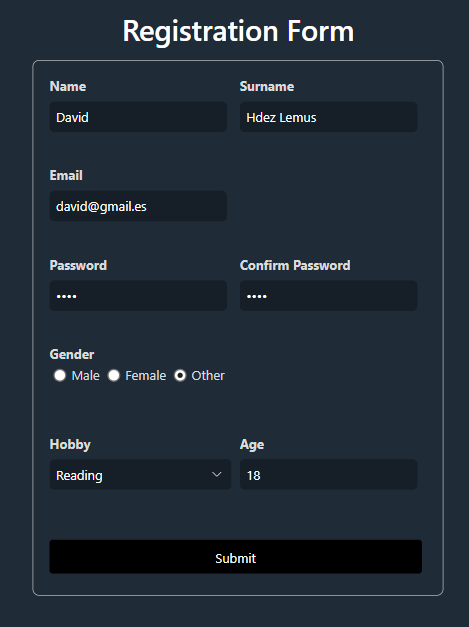 Registration Form
Name Surname
David Hdez Lemus
Email
david@gmail.es
Password Confirm Password
•••• ••••
Gender
Male Female Other
Hobby Age
Reading 18
Submit